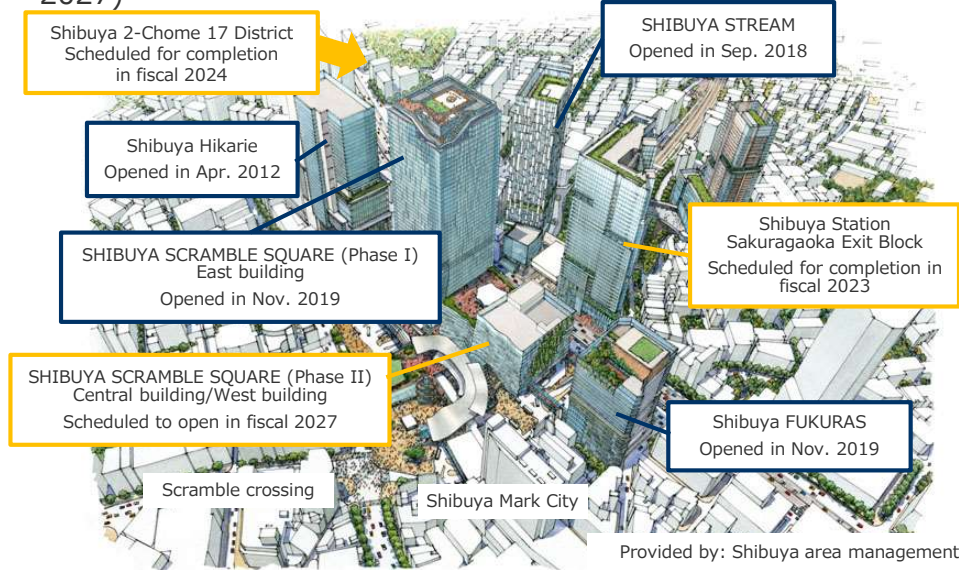 2027)
Shibuya 2-Chome 17 District
Scheduled for completion
in fiscal 2024
SHIBUYA STREAM
Opened in Sep. 2018
Shibuya Hikarie
Opened in Apr. 2012
Shibuya Station
Sakuragaoka Exit Block
Scheduled for completion in
fiscal 2023
SHIBUYA SCRAMBLE SQUARE (Phase I)
East building
Opened in Nov. 2019
SHIBUYA SCRAMBLE SQUARE (Phase II)
Central building/West building
Scheduled to open in fiscal 2027
Shibuya FUKURAS
Opened in Nov. 2019
Scramble crossing
Shibuya Mark City
Provided by: Shibuya area management